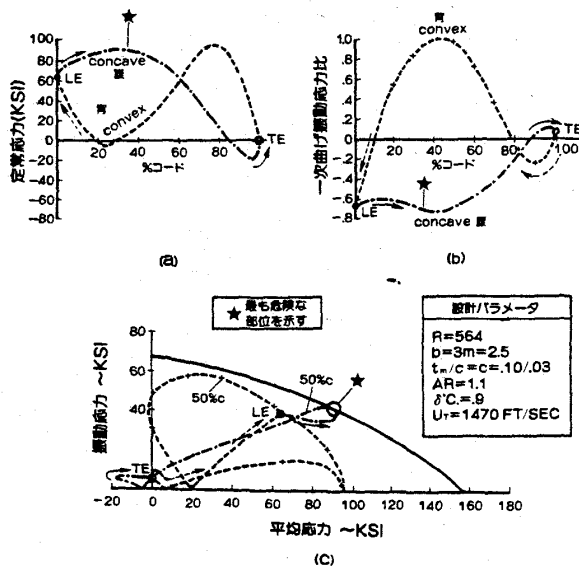 ★
100
80
60
40
20
0
-20
-40
-60
-80
定常応力(KSI)
LE
concave
腹
背
convex
20
40
60
80
%コード
TE
(a)
背
convex
1.0
.8
.6
.4
.2
0
-.2
-.4
-.6
-.8
一次曲げ振動応力比
20
40
60
80
100
%コード
TE
LE
★
concave 腹
(b)
★ 最も危険な
部位を示す
設計パラメータ
R=564
b=3m=2.5
tm/c=c=.10/.03
AR=1.1
δ°C.=.9
UT=1470 FT/SEC
80
60
40
振動応力 ~KSI
50%c
LE
50%c
★
TE
-20
0
20
40
60
80
100
120
140
160
180
平均応力 ~KSI
(C)